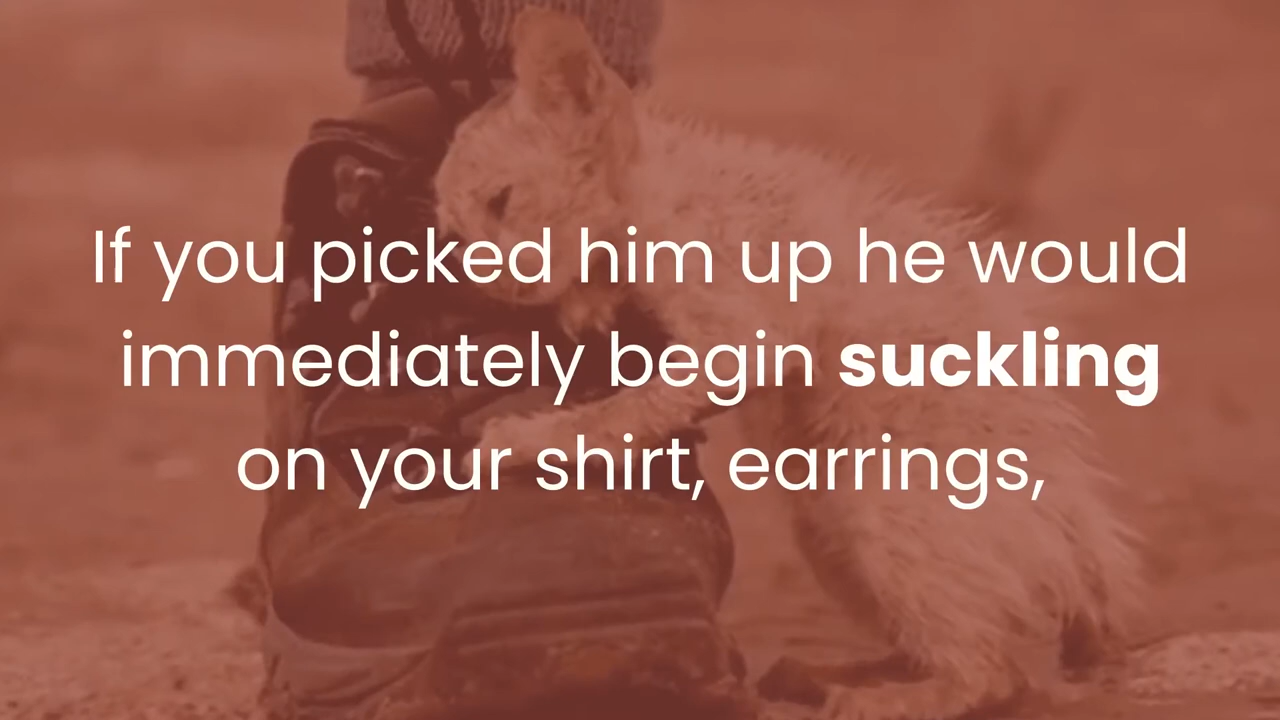 If you picked him up he would
immediately begin suckling
on your shirt, earrings,